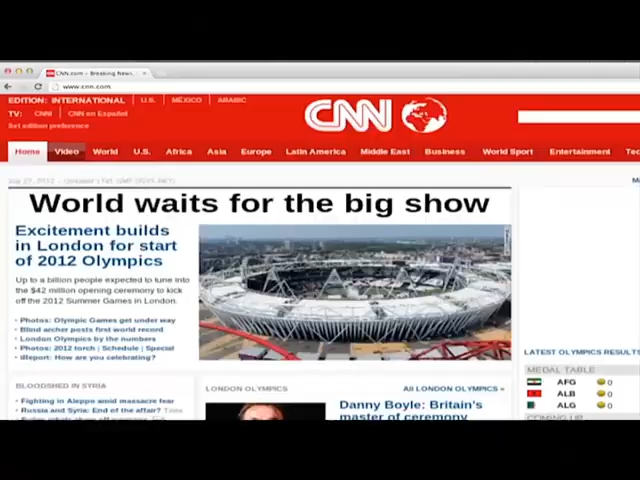 CNN.com - Breaking News,
www.cnn.com
EDITION: INTERNATIONAL U.S. MÉXICO ARABIC
TV: CNNi CNN en Español
Set edition preference
CNN
Home Video World U.S. Africa Asia Europe Latin America Middle East Business World Sport Entertainment Tec
World waits for the big show
Excitement builds
in London for start
of 2012 Olympics
Up to a billion people expected to tune into
the $42 million opening ceremony to kick
off the 2012 Summer Games in London.
Photos: Olympic Games get under way
Blind archer posts first world record
London Olympics by the numbers
Photos: 2012 torch | Schedule | Special
iReport: How are you celebrating?
LATEST OLYMPICS RESULTS
MEDAL TABLE
AFG 0
ALB 0
ALG 0
COMING UP
BLOODSHED IN SYRIA
Fighting in Aleppo amid massacre fear
Russia and Syria: End of the affair? Time
LONDON OLYMPICS
All LONDON OLYMPICS »
Danny Boyle: Britain's
master of ceremony